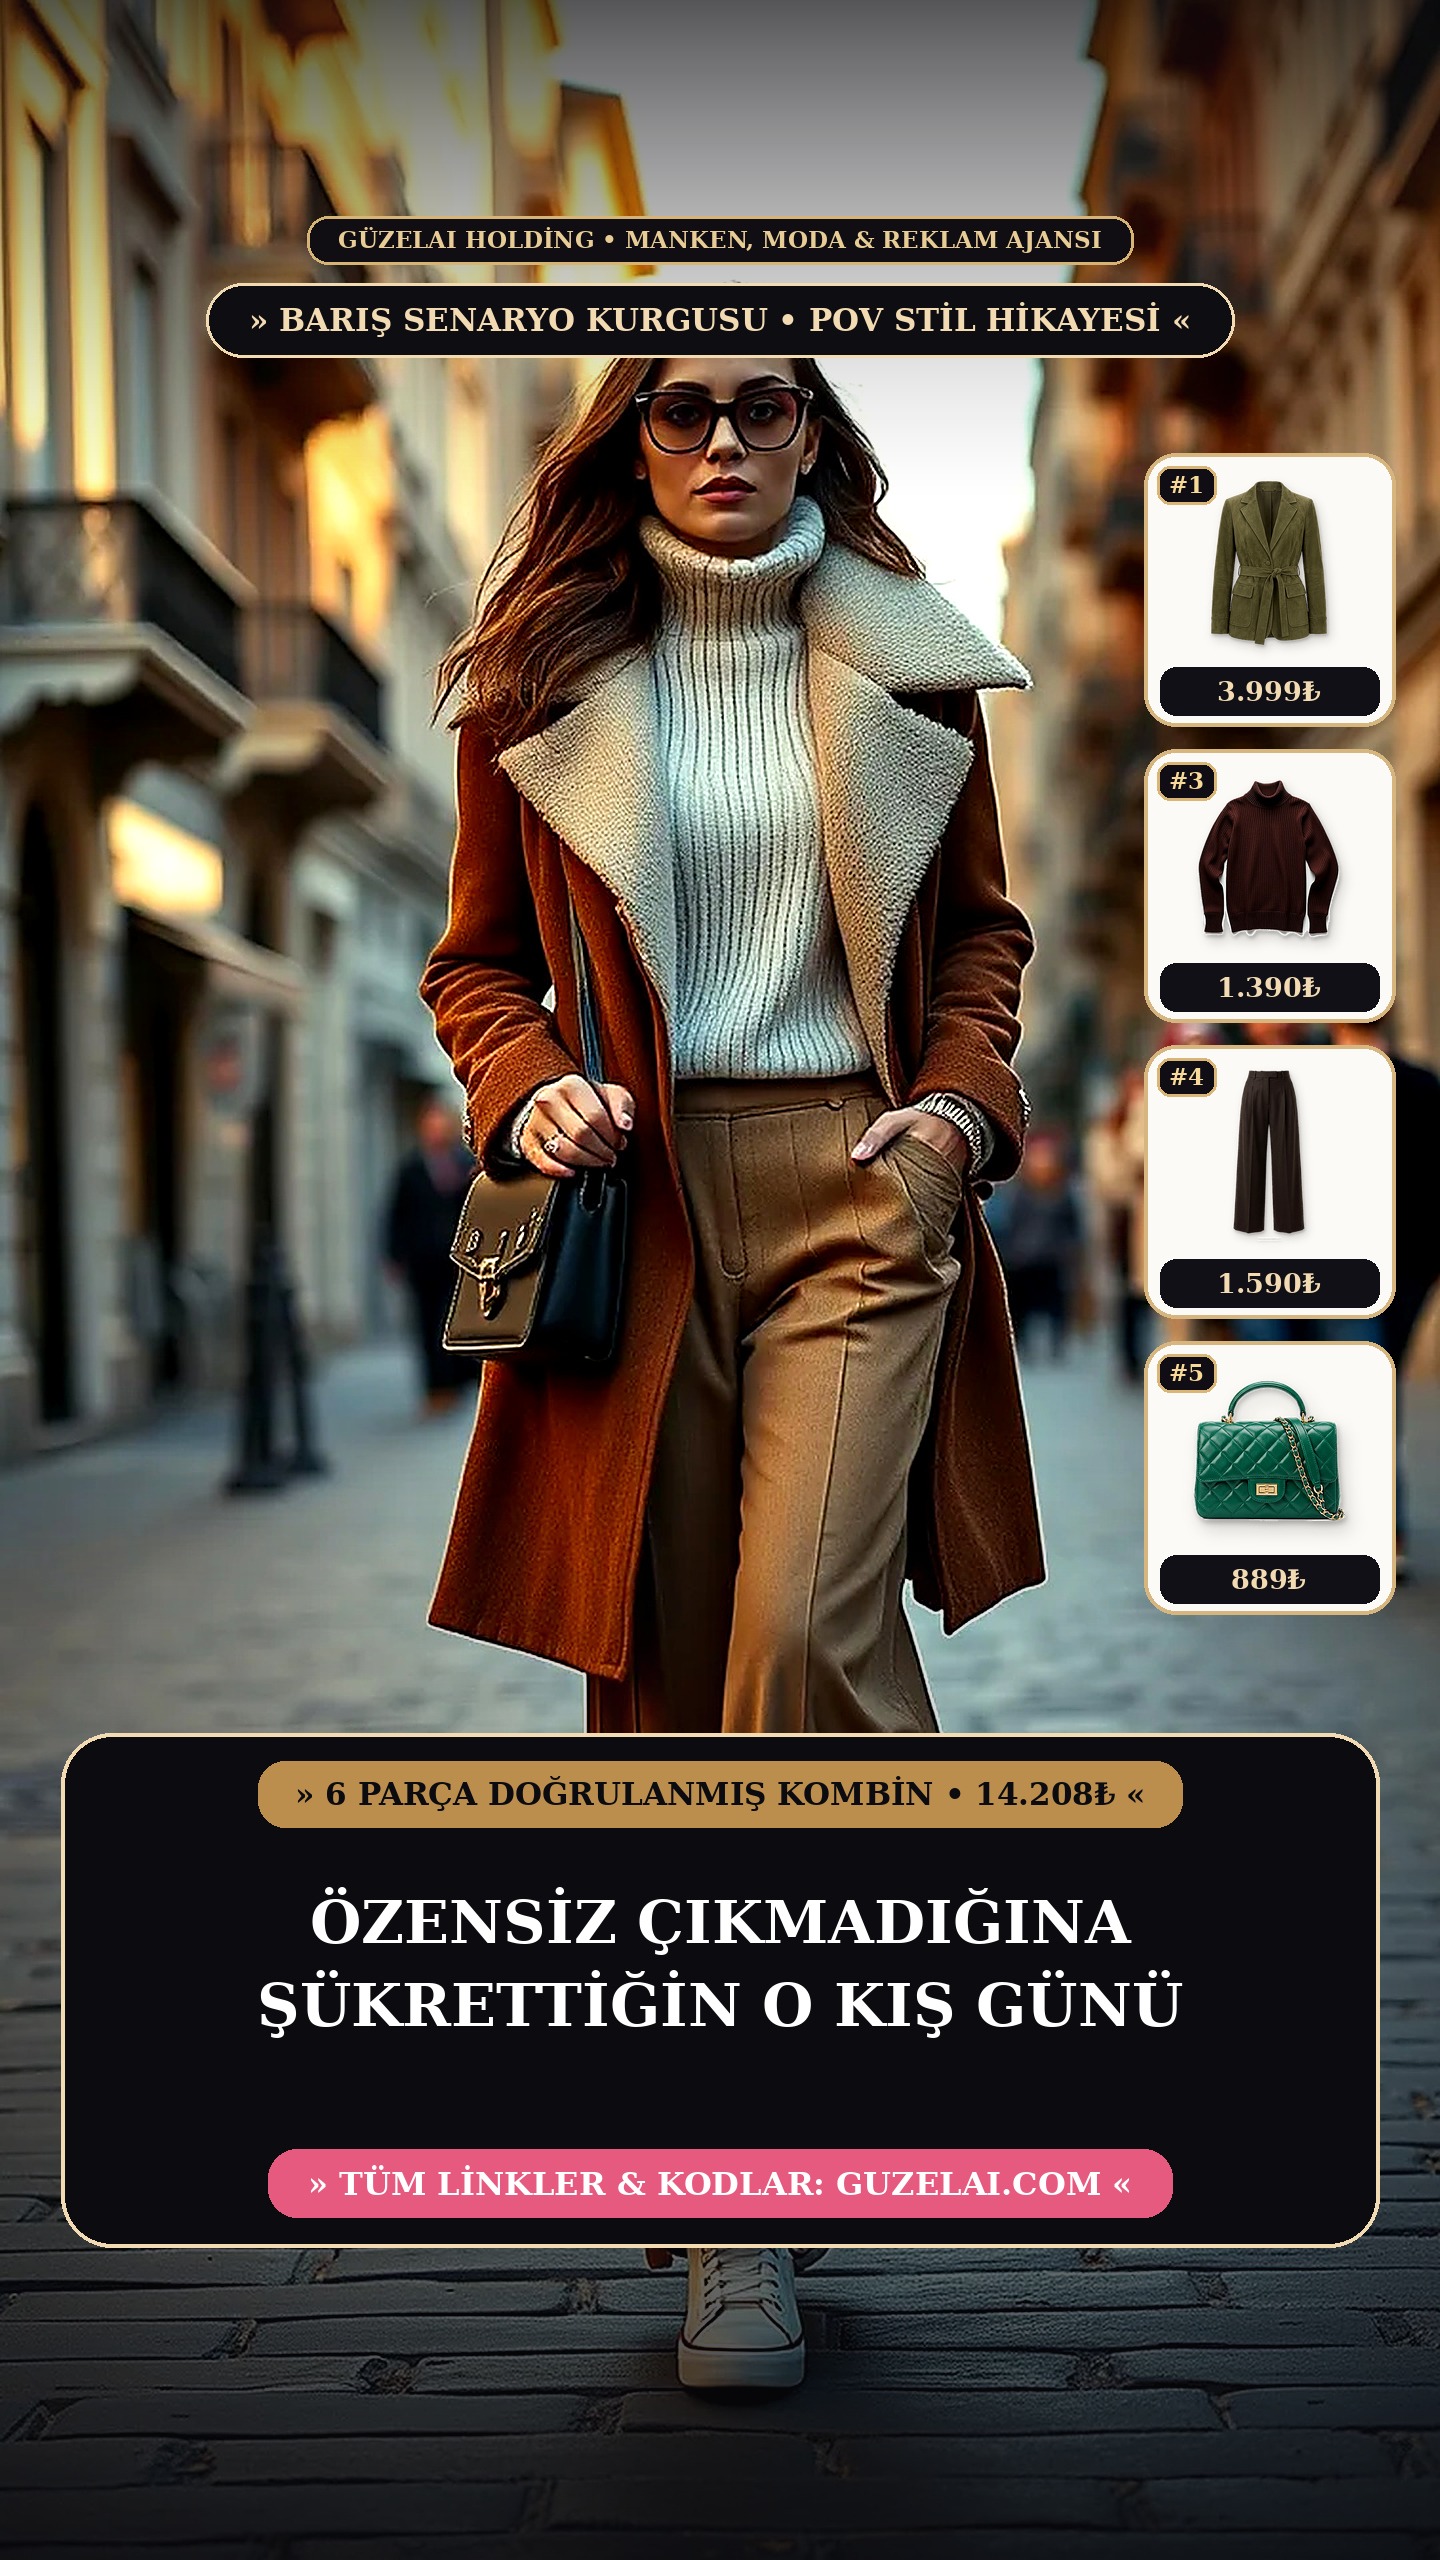 GÜZELAI HOLDİNG • MANKEN, MODA & REKLAM AJANSI
» BARIŞ SENARYO KURGUSU • POV STİL HİKAYESİ «
#1
3.999₺
#3
1.390₺
#4
1.590₺
#5
889₺
» 6 PARÇA DOĞRULANMIŞ KOMBİN • 14.208₺ «
ÖZENSİZ ÇIKMADIĞINA
ŞÜKRETTİĞİN O KIŞ GÜNÜ
» TÜM LİNKLER & KODLAR: GUZELAI.COM «